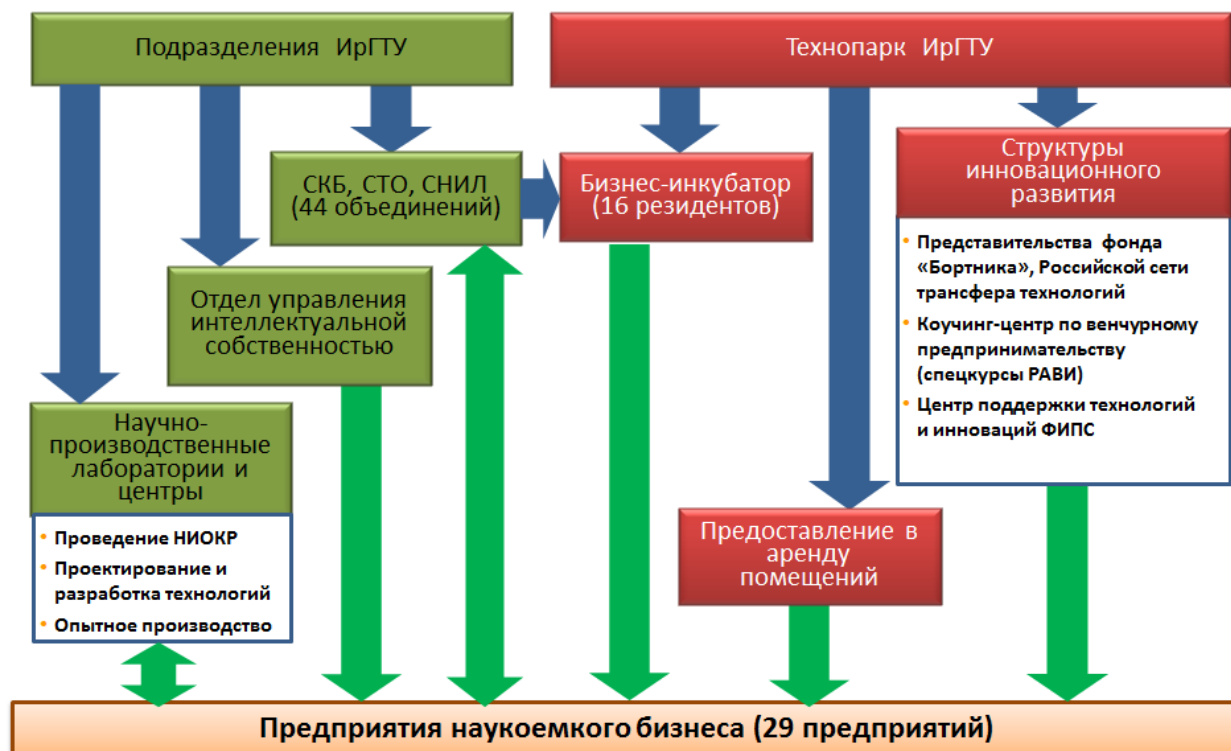 Подразделения ИрГТУ
Технопарк ИрГТУ
СКБ, СТО, СНИЛ
(44 объединений)
Бизнес-инкубатор
(16 резидентов)
Структуры
инновационного
развития
• Представительства фонда
«Бортника», Российской сети
трансфера технологий
• Коучинг-центр по венчурному
предпринимательству
(спецкурсы РАВИ)
• Центр поддержки технологий
и инноваций ФИПС
Отдел управления
интеллектуальной
собственностью
Научно-
производственные
лаборатории и
центры
• Проведение НИОКР
• Проектирование и
разработка технологий
• Опытное производство
Предоставление в
аренду
помещений
Предприятия наукоемкого бизнеса (29 предприятий)